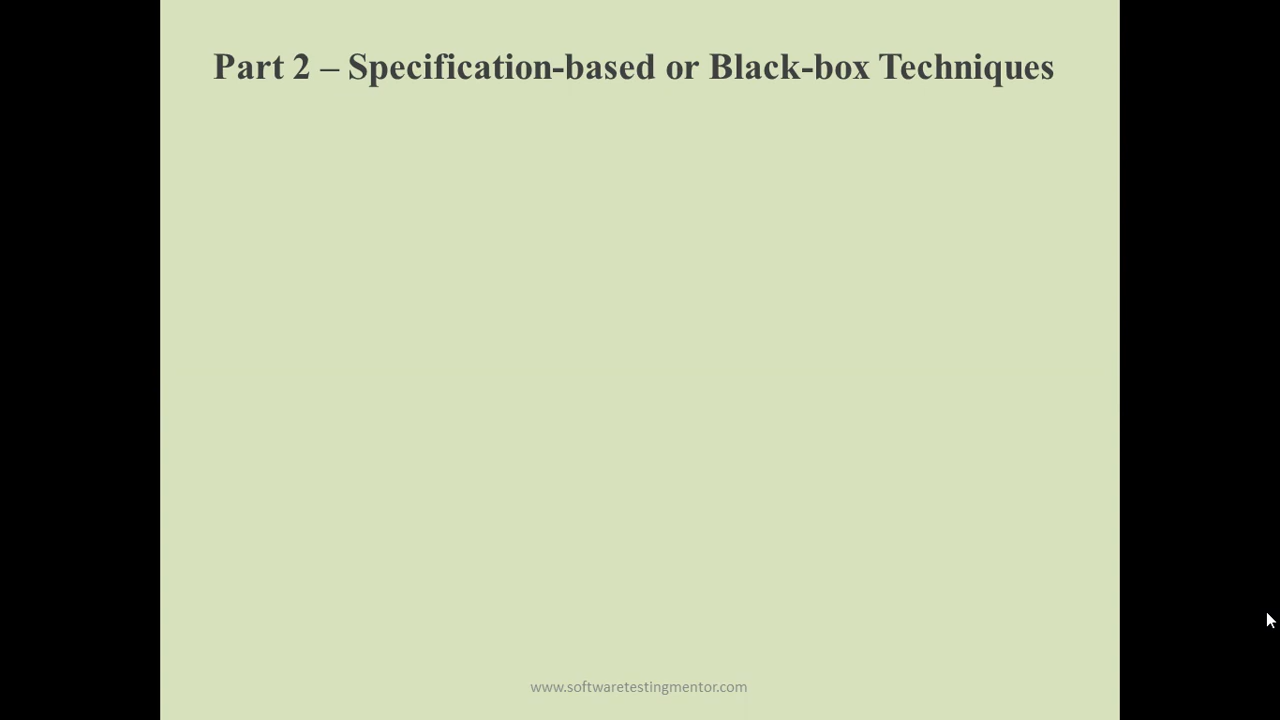 Part 2 – Specification-based or Black-box Techniques
www.softwaretestingmentor.com